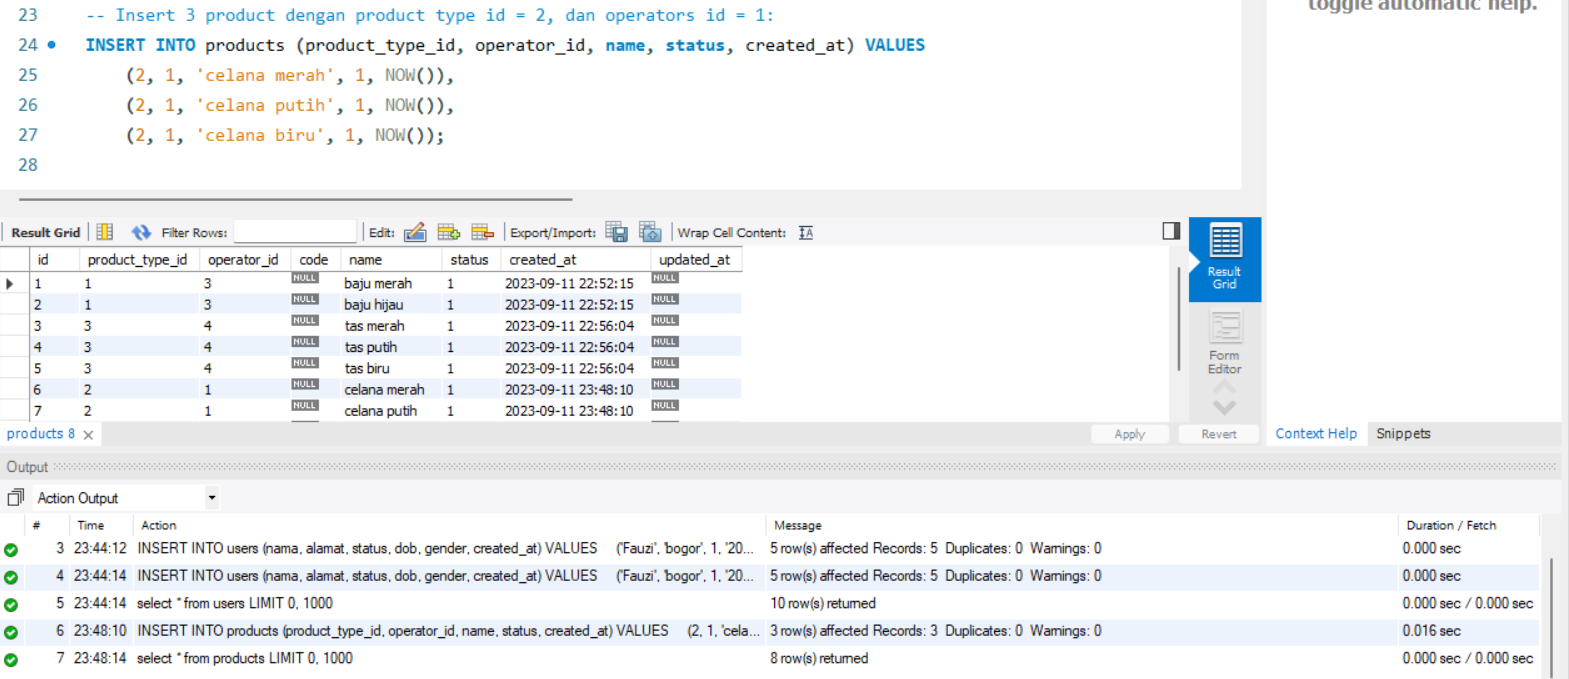 toggle automatic help.
23 -- Insert 3 product dengan product type id = 2, dan operators id = 1:
24 INSERT INTO products (product_type_id, operator_id, name, status, created_at) VALUES
25 (2, 1, 'celana merah', 1, NOW()),
26 (2, 1, 'celana putih', 1, NOW()),
27 (2, 1, 'celana biru', 1, NOW());
28
Result Grid Filter Rows: Edit: Export/Import: Wrap Cell Content: IA
id product_type_id operator_id code name status created_at updated_at
1 1 3 NULL baju merah 1 2023-09-11 22:52:15 NULL
2 1 3 NULL baju hijau 1 2023-09-11 22:52:15 NULL
3 3 4 NULL tas merah 1 2023-09-11 22:56:04 NULL
4 3 4 NULL tas putih 1 2023-09-11 22:56:04 NULL
5 3 4 NULL tas biru 1 2023-09-11 22:56:04 NULL
6 2 1 NULL celana merah 1 2023-09-11 23:48:10 NULL
7 2 1 NULL celana putih 1 2023-09-11 23:48:10 NULL
Result
Grid
Form
Editor
products 8 Apply Revert Context Help Snippets
Output
Action Output
# Time Action Message Duration / Fetch
3 23:44:12 INSERT INTO users (nama, alamat, status, dob, gender, created_at) VALUES ('Fauzi', 'bogor', 1, '20... 5 row(s) affected Records: 5 Duplicates: 0 Warnings: 0 0.000 sec
4 23:44:14 INSERT INTO users (nama, alamat, status, dob, gender, created_at) VALUES ('Fauzi', 'bogor', 1, '20... 5 row(s) affected Records: 5 Duplicates: 0 Warnings: 0 0.000 sec
5 23:44:14 select * from users LIMIT 0, 1000 10 row(s) returned 0.000 sec / 0.000 sec
6 23:48:10 INSERT INTO products (product_type_id, operator_id, name, status, created_at) VALUES (2, 1, 'cela... 3 row(s) affected Records: 3 Duplicates: 0 Warnings: 0 0.016 sec
7 23:48:14 select * from products LIMIT 0, 1000 8 row(s) returned 0.000 sec / 0.000 sec